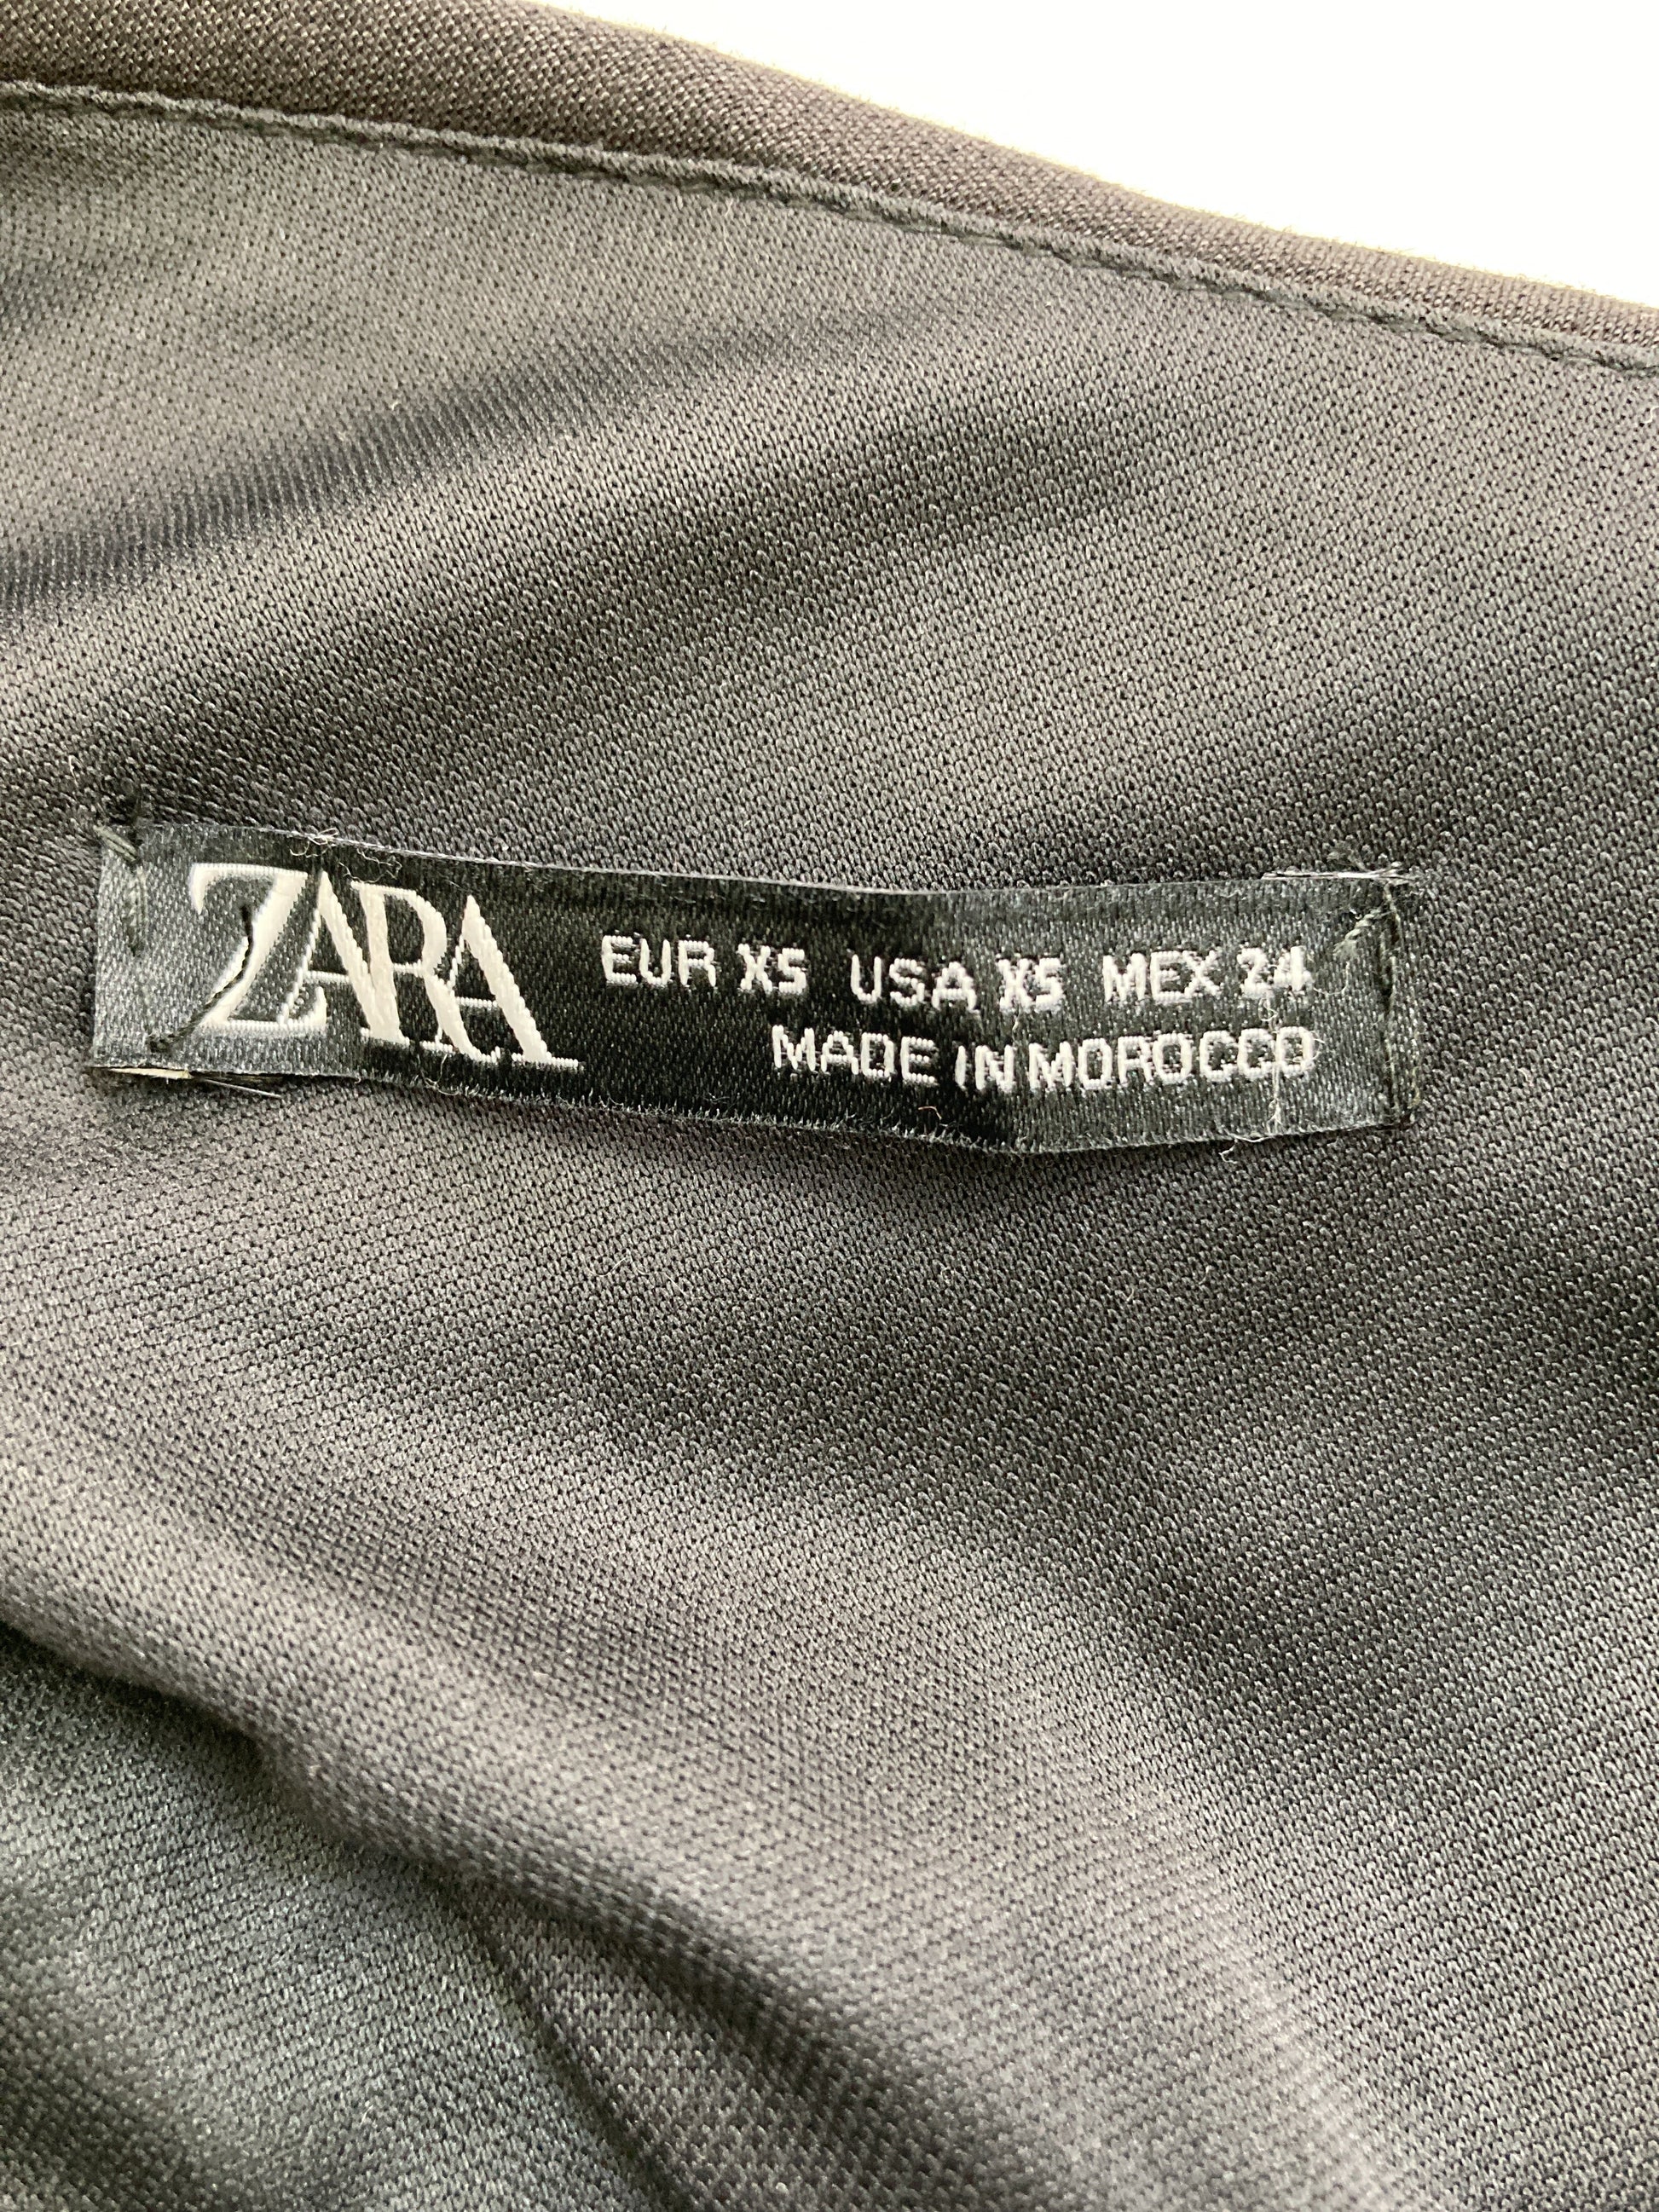 ZARA
EUR XS USA XS MEX 24
MADE IN MOROCCO